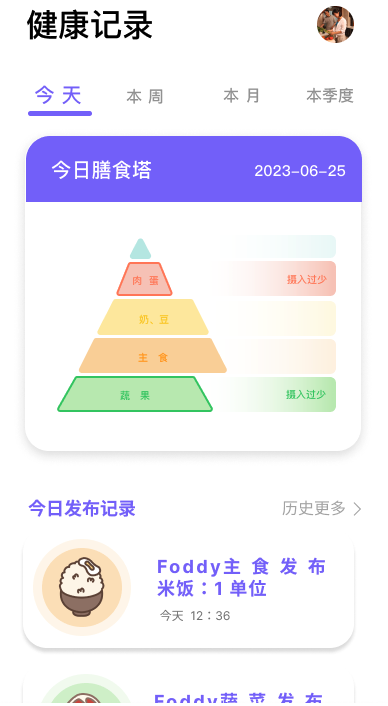 健康记录
今天 本周 本月 本季度
今日膳食塔 2023-06-25
肉 蛋 摄入过少
奶、豆
主 食
蔬 果 摄入过少
今日发布记录 历史更多
Foddy主食发布
米饭：1单位
今天 12：36
Foddy蔬菜发布